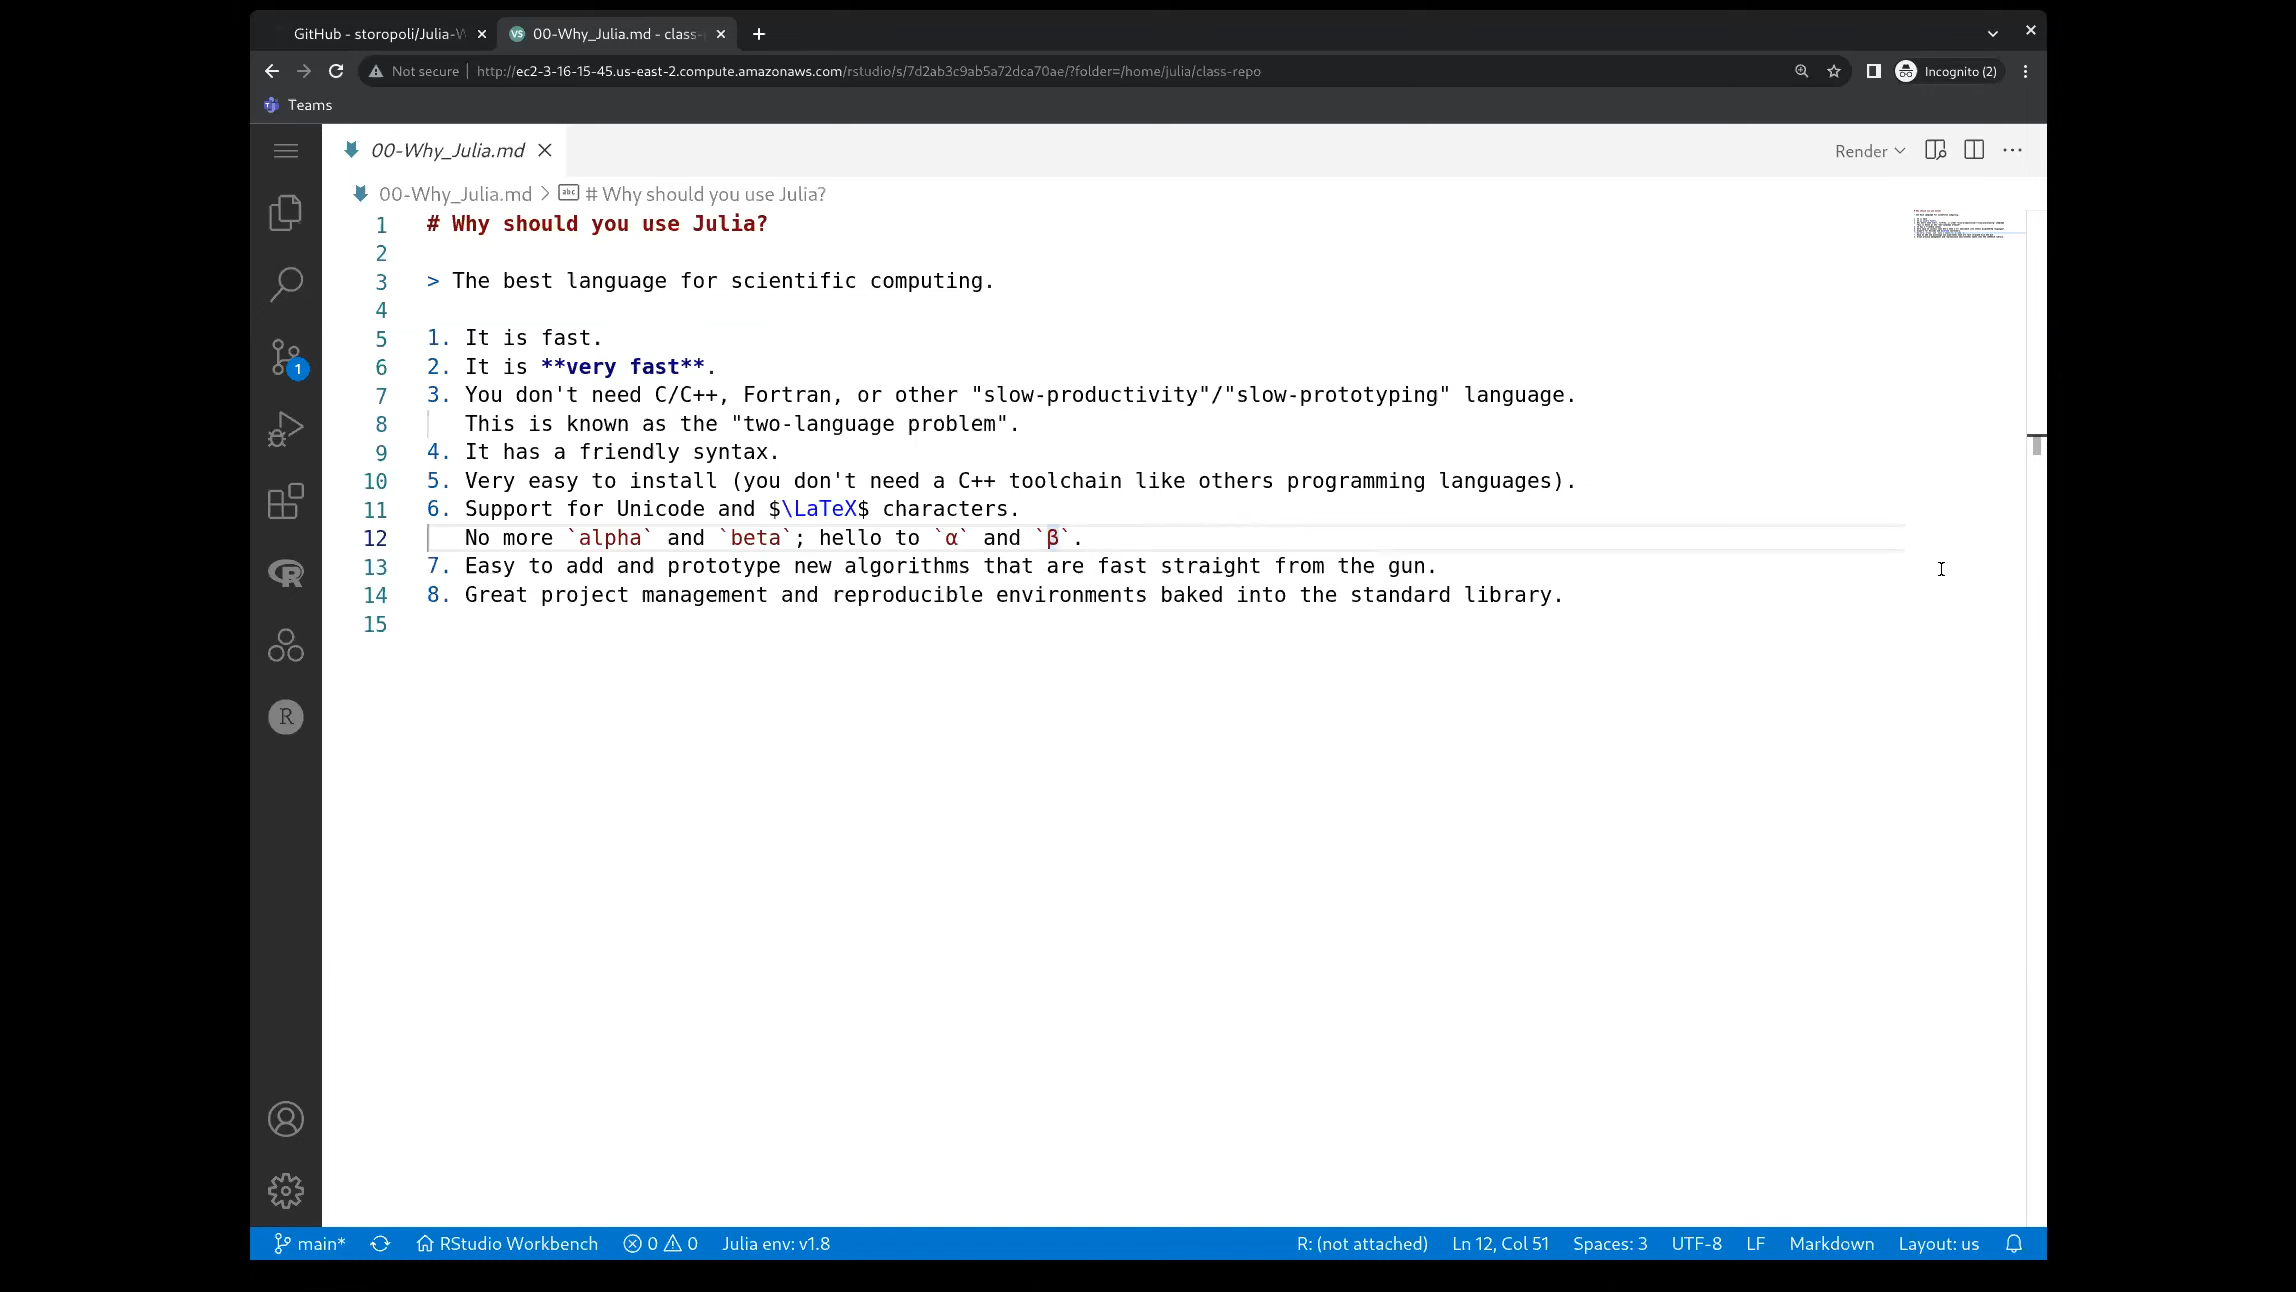 GitHub - storopoli/Julia-W
00-Why_Julia.md - class-
Not secure
http://ec2-3-16-15-45.us-east-2.compute.amazonaws.com/rstudio/s/7d2ab3c9ab5a72dca70ae/?folder=/home/julia/class-repo
Incognito (2)
Teams
00-Why_Julia.md
Render
00-Why_Julia.md > # Why should you use Julia?
1 # Why should you use Julia?
2
3 > The best language for scientific computing.
4
5 1. It is fast.
6 2. It is **very fast**.
7 3. You don't need C/C++, Fortran, or other "slow-productivity"/"slow-prototyping" language.
8 This is known as the "two-language problem".
9 4. It has a friendly syntax.
10 5. Very easy to install (you don't need a C++ toolchain like others programming languages).
11 6. Support for Unicode and $\LaTeX$ characters.
12 No more `alpha` and `beta`; hello to `α` and `β`.
13 7. Easy to add and prototype new algorithms that are fast straight from the gun.
14 8. Great project management and reproducible environments baked into the standard library.
15
1
R
R
main* RStudio Workbench 0 0 Julia env: v1.8 R: (not attached) Ln 12, Col 51 Spaces: 3 UTF-8 LF Markdown Layout: us